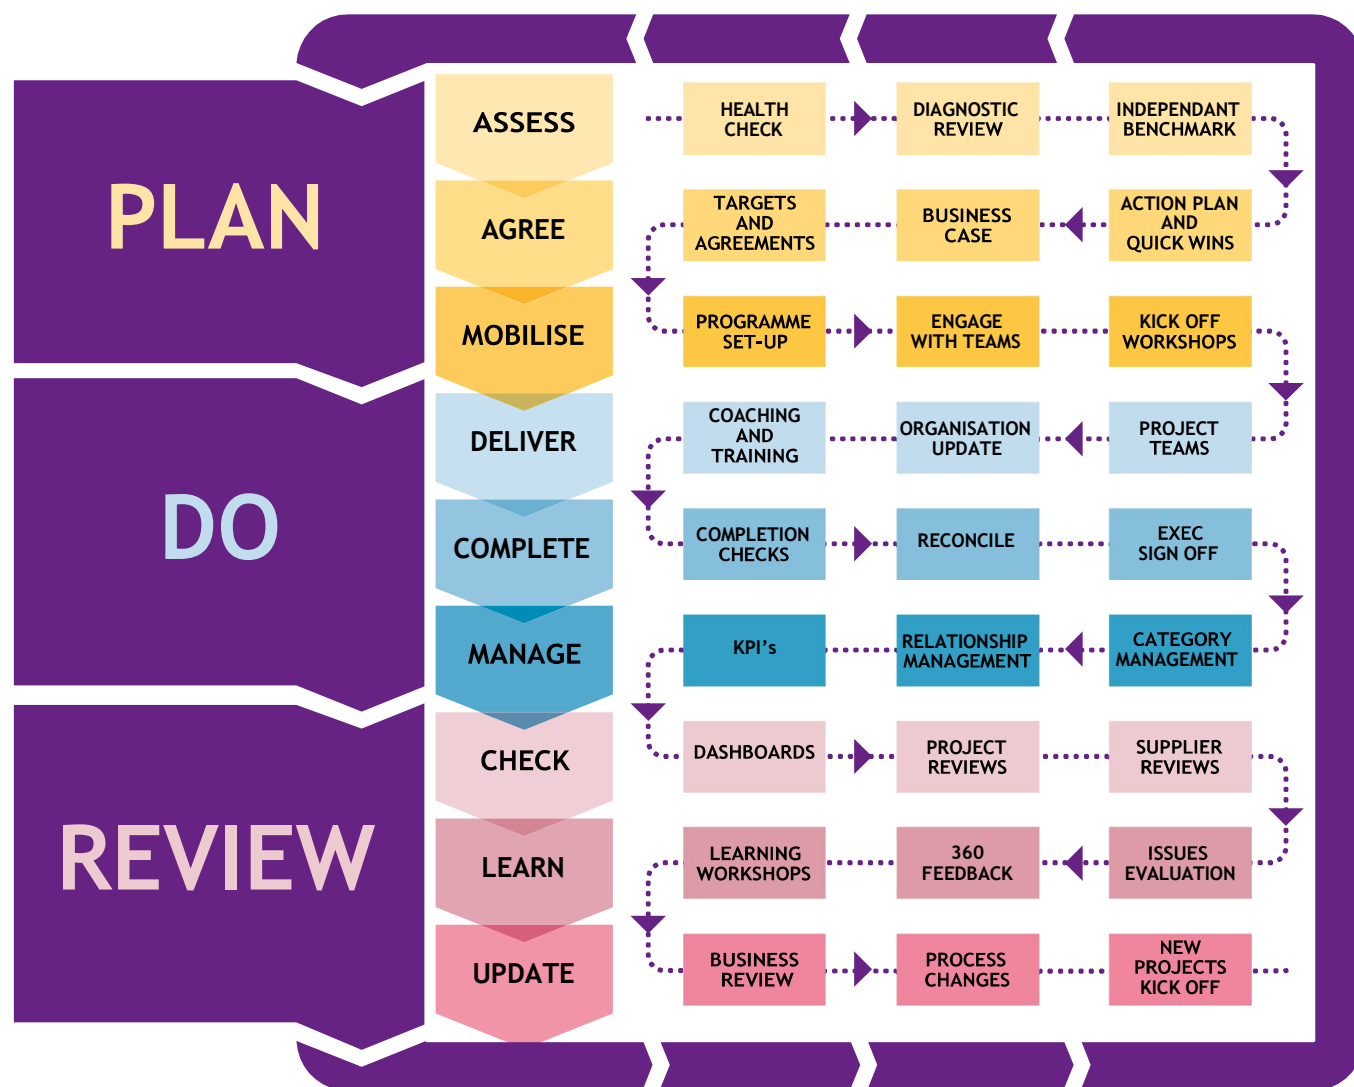 PLAN
ASSESS
HEALTH
CHECK
DIAGNOSTIC
REVIEW
INDEPENDANT
BENCHMARK
AGREE
TARGETS
AND
AGREEMENTS
BUSINESS
CASE
ACTION PLAN
AND
QUICK WINS
MOBILISE
PROGRAMME
SET-UP
ENGAGE
WITH TEAMS
KICK OFF
WORKSHOPS
DO
DELIVER
COACHING
AND
TRAINING
ORGANISATION
UPDATE
PROJECT
TEAMS
COMPLETE
COMPLETION
CHECKS
RECONCILE
EXEC
SIGN OFF
MANAGE
KPI's
RELATIONSHIP
MANAGEMENT
CATEGORY
MANAGEMENT
REVIEW
CHECK
DASHBOARDS
PROJECT
REVIEWS
SUPPLIER
REVIEWS
LEARN
LEARNING
WORKSHOPS
360
FEEDBACK
ISSUES
EVALUATION
UPDATE
BUSINESS
REVIEW
PROCESS
CHANGES
NEW
PROJECTS
KICK OFF